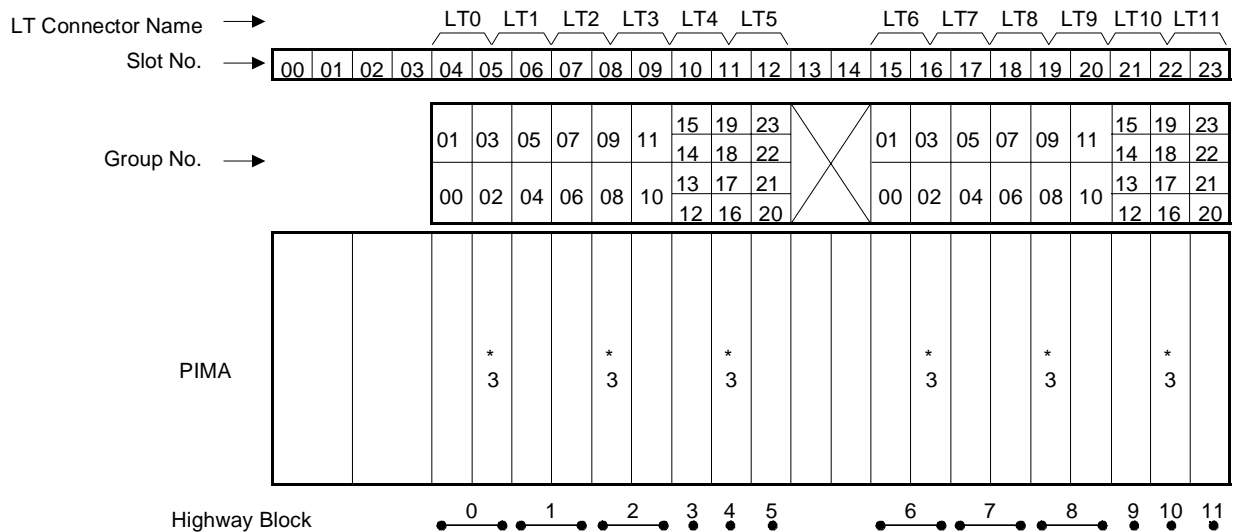 LT Connector Name LT0 LT1 LT2 LT3 LT4 LT5 LT6 LT7 LT8 LT9 LT10 LT11
Slot No. 00 01 02 03 04 05 06 07 08 09 10 11 12 13 14 15 16 17 18 19 20 21 22 23
Group No.
15 19 23 15 19 23
01 03 05 07 09 11 01 03 05 07 09 11
14 18 22 14 18 22
13 17 21 13 17 21
00 02 04 06 08 10 00 02 04 06 08 10
12 16 20 12 16 20
* * * * * *
PIMA 3 3 3 3 3 3
Highway Block 0 1 2 3 4 5 6 7 8 9 10 11